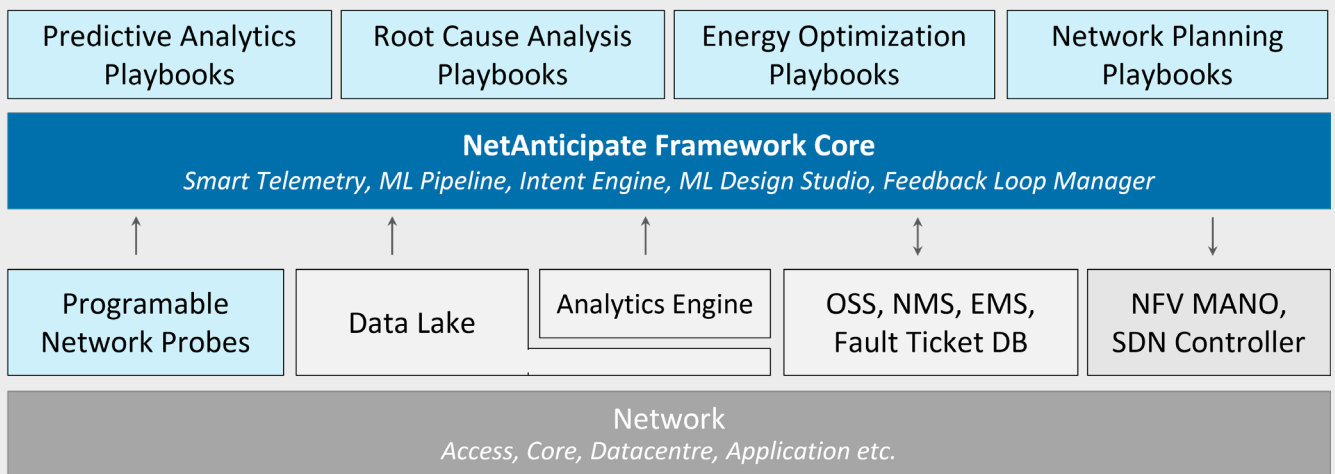 Predictive Analytics
Playbooks
Root Cause Analysis
Playbooks
Energy Optimization
Playbooks
Network Planning
Playbooks
NetAnticipate Framework Core
Smart Telemetry, ML Pipeline, Intent Engine, ML Design Studio, Feedback Loop Manager
Programable
Network Probes
Data Lake
Analytics Engine
OSS, NMS, EMS,
Fault Ticket DB
NFV MANO,
SDN Controller
Network
Access, Core, Datacentre, Application etc.